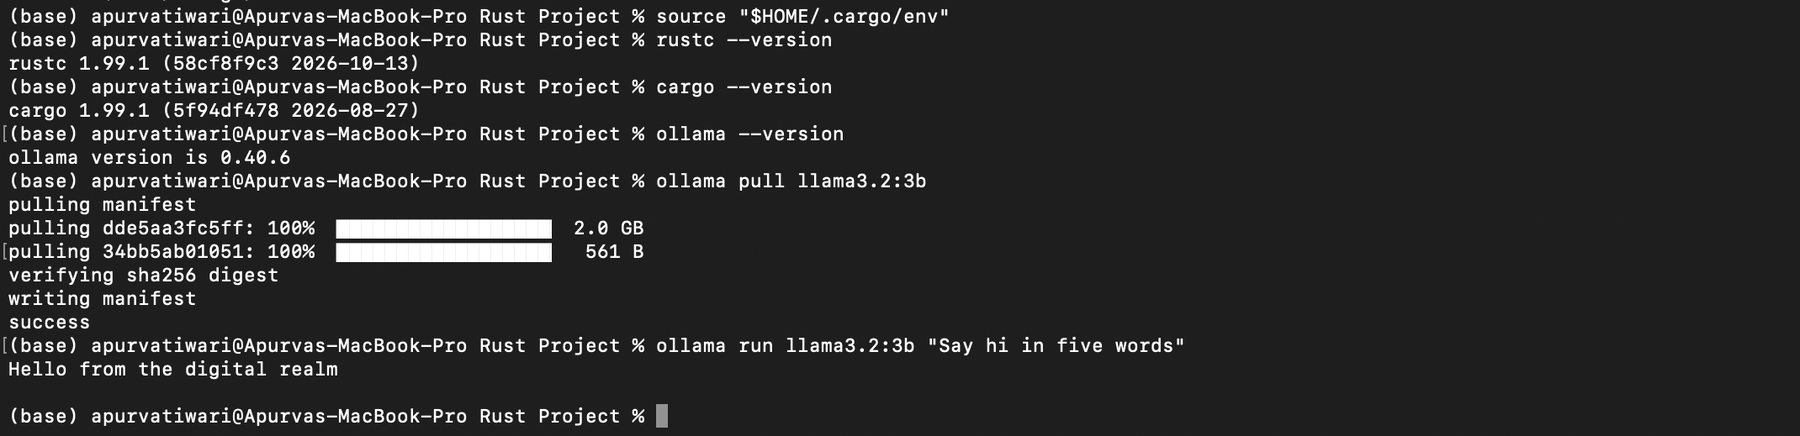 (base) apurvatiwari@Apurvas-MacBook-Pro Rust Project % source "$HOME/.cargo/env"
(base) apurvatiwari@Apurvas-MacBook-Pro Rust Project % rustc --version
rustc 1.99.1 (58cf8f9c3 2026-10-13)
(base) apurvatiwari@Apurvas-MacBook-Pro Rust Project % cargo --version
cargo 1.99.1 (5f94df478 2026-08-27)
[(base) apurvatiwari@Apurvas-MacBook-Pro Rust Project % ollama --version
ollama version is 0.40.6
(base) apurvatiwari@Apurvas-MacBook-Pro Rust Project % ollama pull llama3.2:3b
pulling manifest
pulling dde5aa3fc5ff: 100% 2.0 GB
[pulling 34bb5ab01051: 100% 561 B
verifying sha256 digest
writing manifest
success
[(base) apurvatiwari@Apurvas-MacBook-Pro Rust Project % ollama run llama3.2:3b "Say hi in five words"
Hello from the digital realm
(base) apurvatiwari@Apurvas-MacBook-Pro Rust Project %